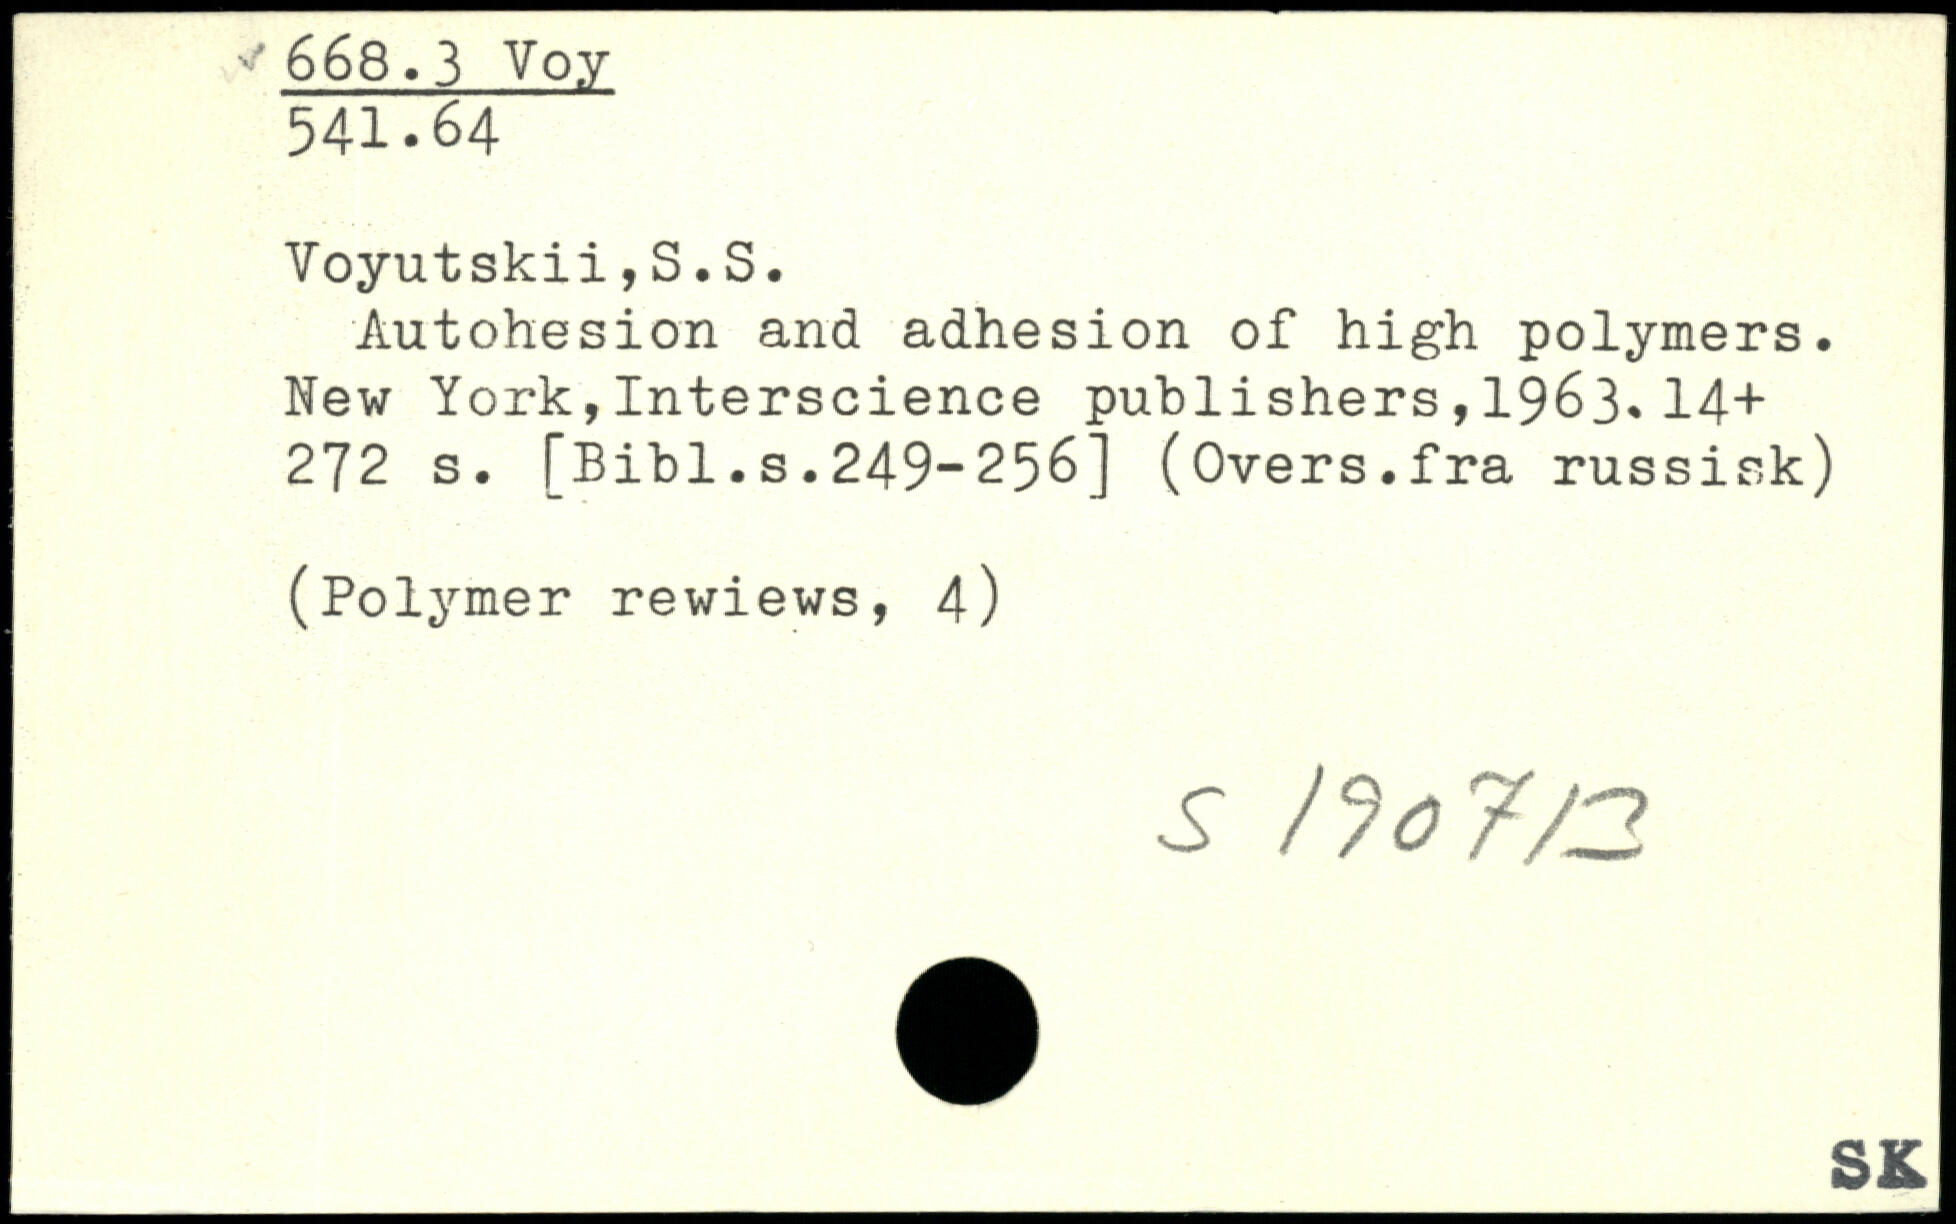 668.3 Voy
541.64
Voyutskii,S.S.
Autohesion and adhesion of high polymers.
New York,Interscience publishers,1963.14+
272 s. [Bibl.s.249-256] (Overs.fra russisk)
(Polymer rewiews, 4)
S 190713
SK